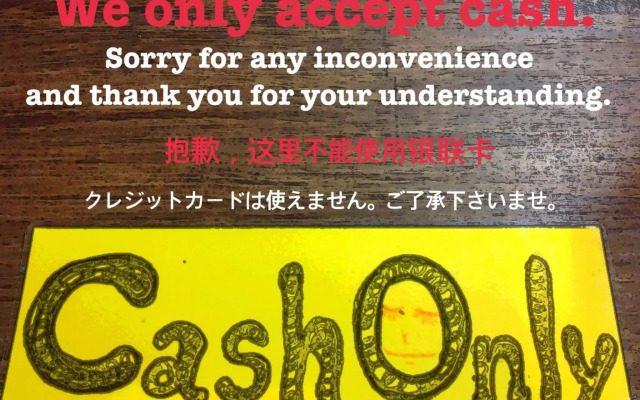 We only accept cash.
Sorry for any inconvenience
and thank you for your understanding.
抱歉，这里不能使用银联卡
クレジットカードは使えません。ご了承下さいませ。
Cash Only